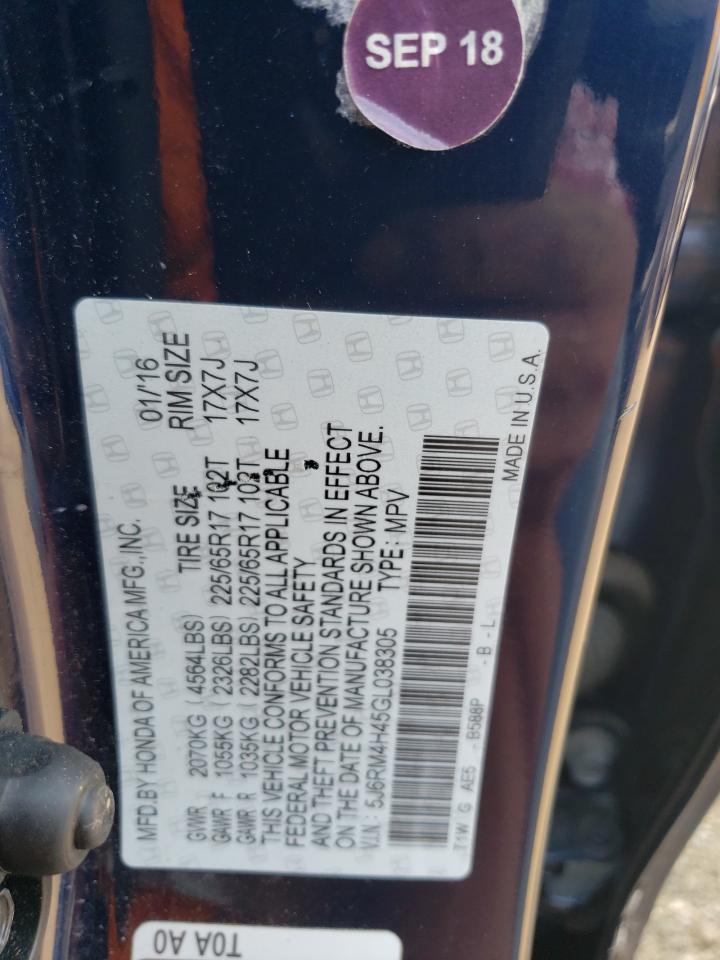 SEP 18
MFD.BY HONDA OF AMERICA MFG.,INC. 01/'16
TIRE SIZE RIM SIZE
GVWR 2070KG (4564LBS)
GAWR F 1055KG (2326LBS) 225/65R17 102T 17X7J
GAWR R 1035KG (2282LBS) 225/65R17 102T 17X7J
THIS VEHICLE CONFORMS TO ALL APPLICABLE
FEDERAL MOTOR VEHICLE SAFETY
AND THEFT PREVENTION STANDARDS IN EFFECT
ON THE DATE OF MANUFACTURE SHOWN ABOVE.
V.I.N: 5J6RM4H45GL038305 TYPE: MPV
T1W G AE5 - B588P - B - L
MADE IN U.S.A.
T0A A0